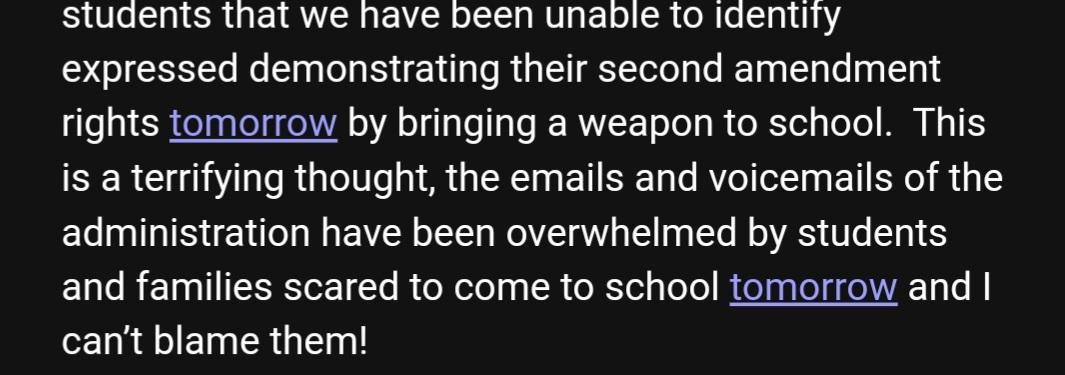 students that we have been unable to identify
expressed demonstrating their second amendment
rights tomorrow by bringing a weapon to school.  This
is a terrifying thought, the emails and voicemails of the
administration have been overwhelmed by students
and families scared to come to school tomorrow and I
can’t blame them!